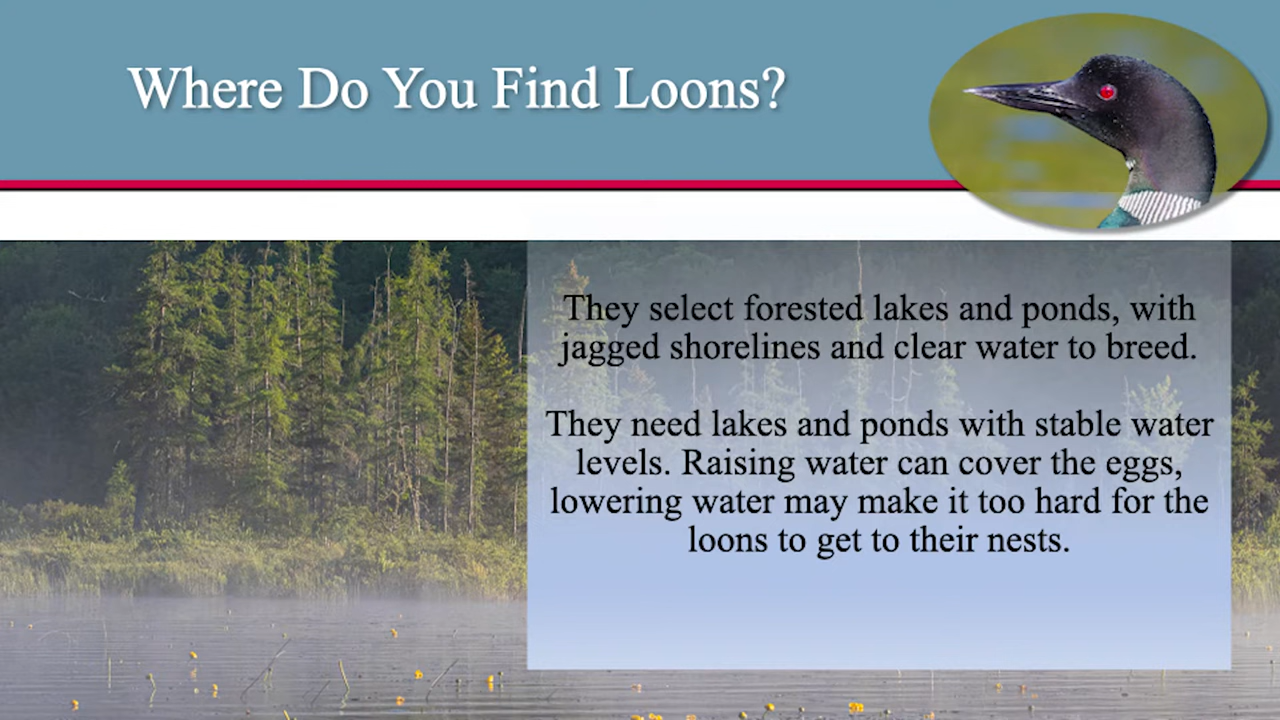 Where Do You Find Loons?
They select forested lakes and ponds, with
jagged shorelines and clear water to breed.
They need lakes and ponds with stable water
levels. Raising water can cover the eggs,
lowering water may make it too hard for the
loons to get to their nests.